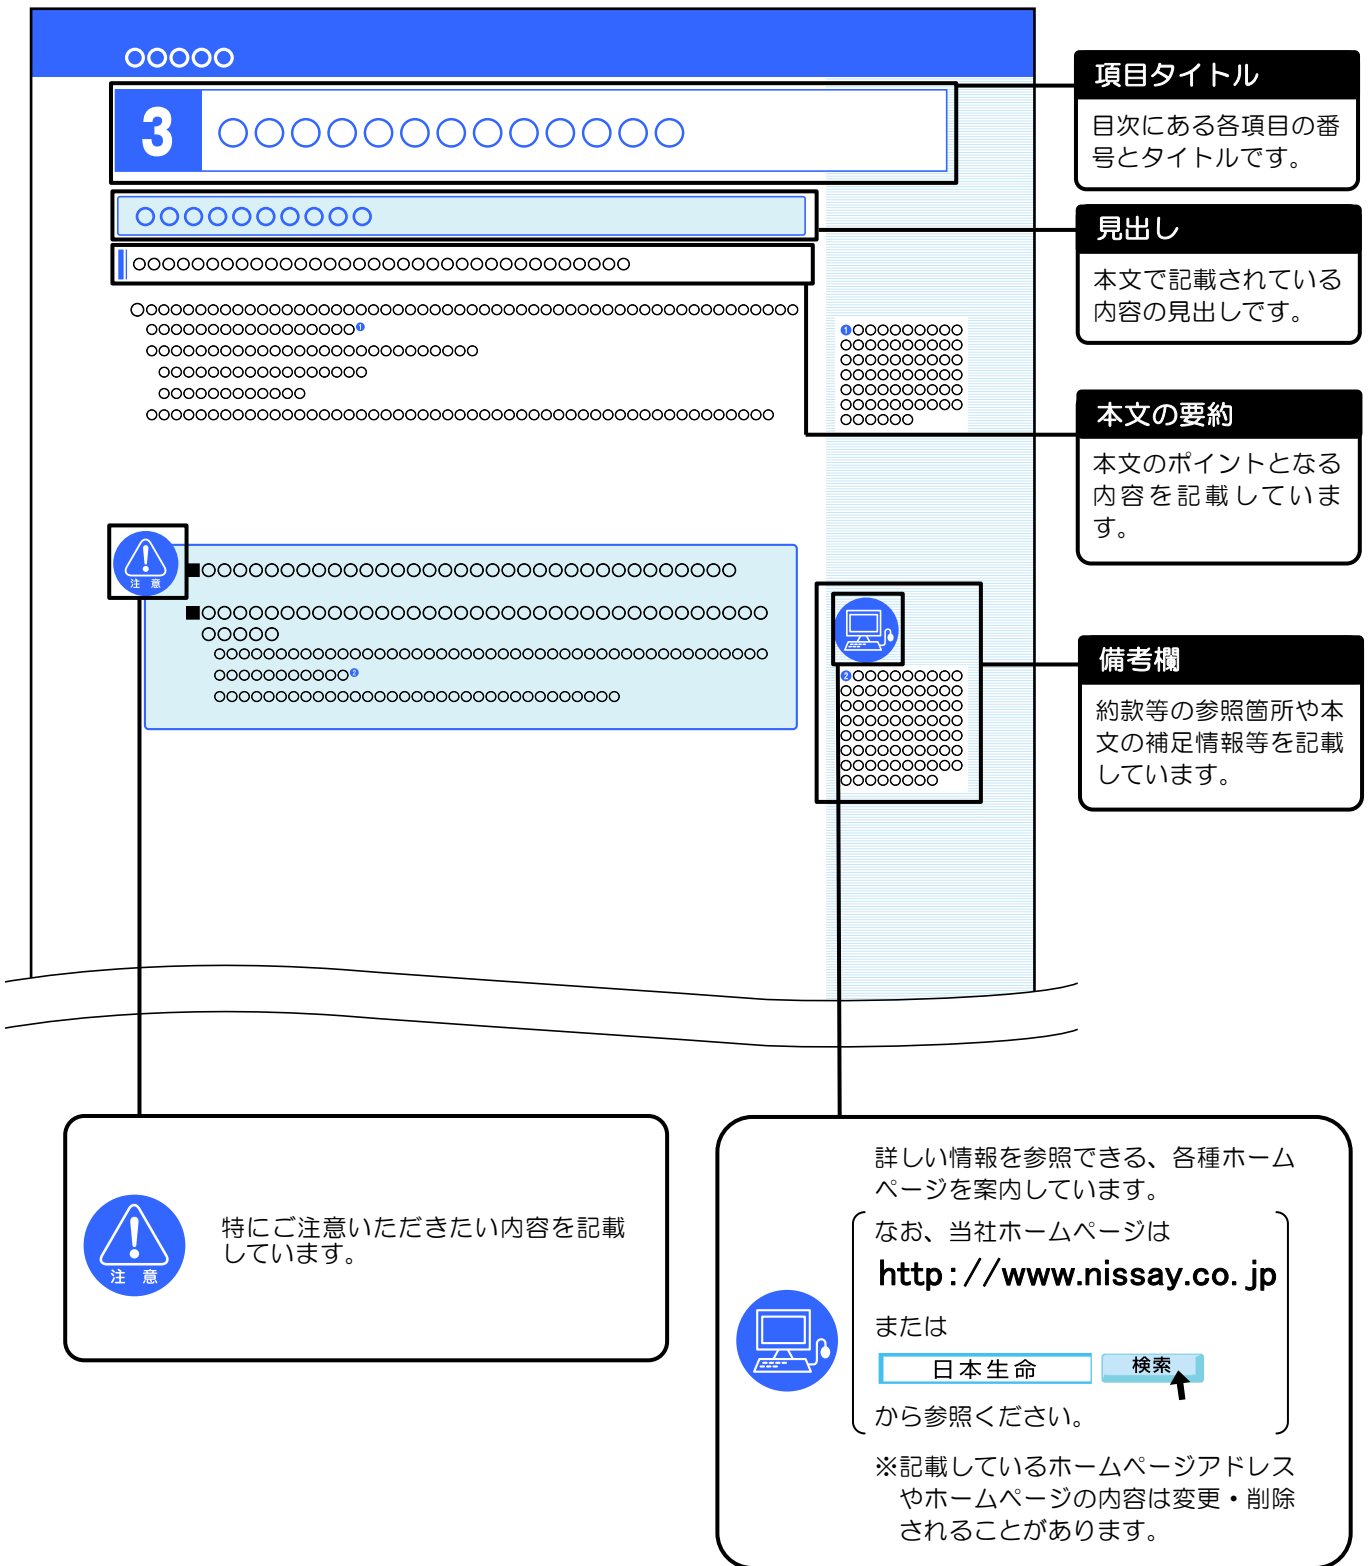 ○○○○○
3 ○○○○○○○○○○○○○
○○○○○○○○○○
○○○○○○○○○○○○○○○○○○○○○○○○○○○○○○○○○○
項目タイトル
目次にある各項目の番
号とタイトルです。
見出し
本文で記載されている
内容の見出しです。
本文の要約
本文のポイントとなる
内容を記載していま
す。
備考欄
約款等の参照箇所や本
文の補足情報等を記載
しています。
注 意
注 意
特にご注意いただきたい内容を記載
しています。
詳しい情報を参照できる、各種ホーム
ページを案内しています。
なお、当社ホームページは
http://www.nissay.co.jp
または
日本生命 検索
から参照ください。
※記載しているホームページアドレス
やホームページの内容は変更・削除
されることがあります。